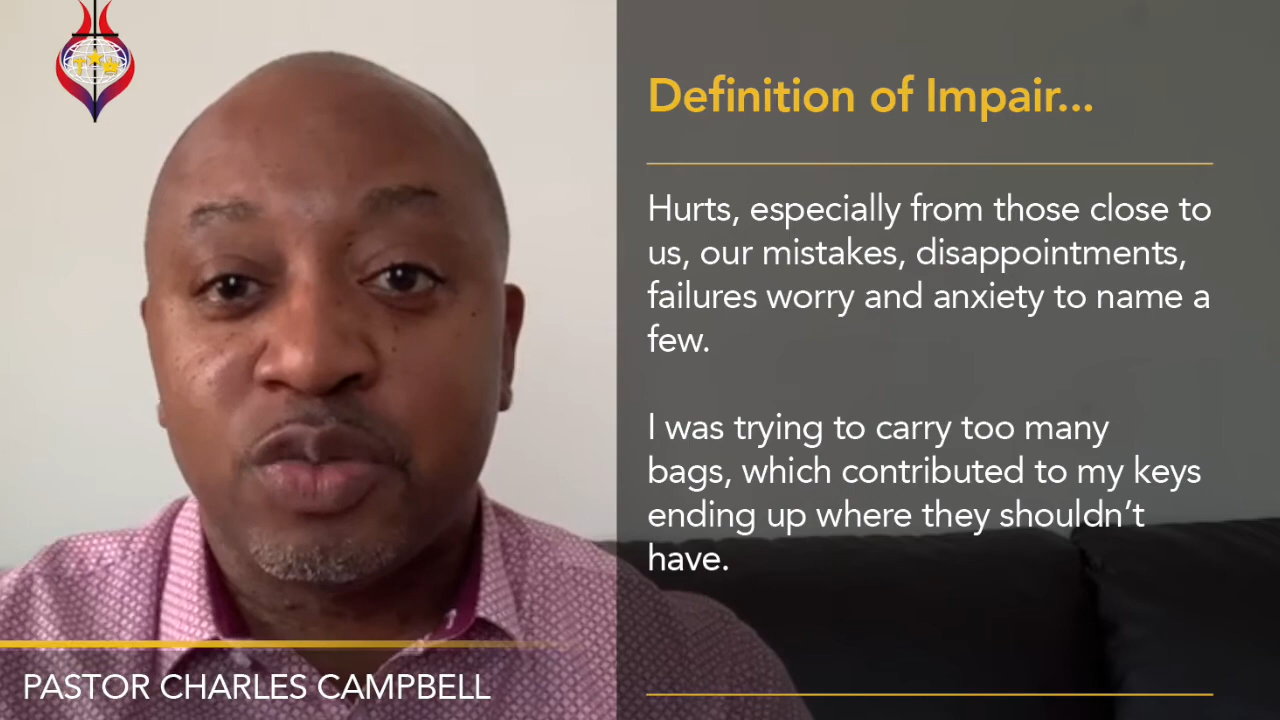 Definition of Impair...
Hurts, especially from those close to
us, our mistakes, disappointments,
failures worry and anxiety to name a
few.
I was trying to carry too many
bags, which contributed to my keys
ending up where they shouldn’t
have.
PASTOR CHARLES CAMPBELL